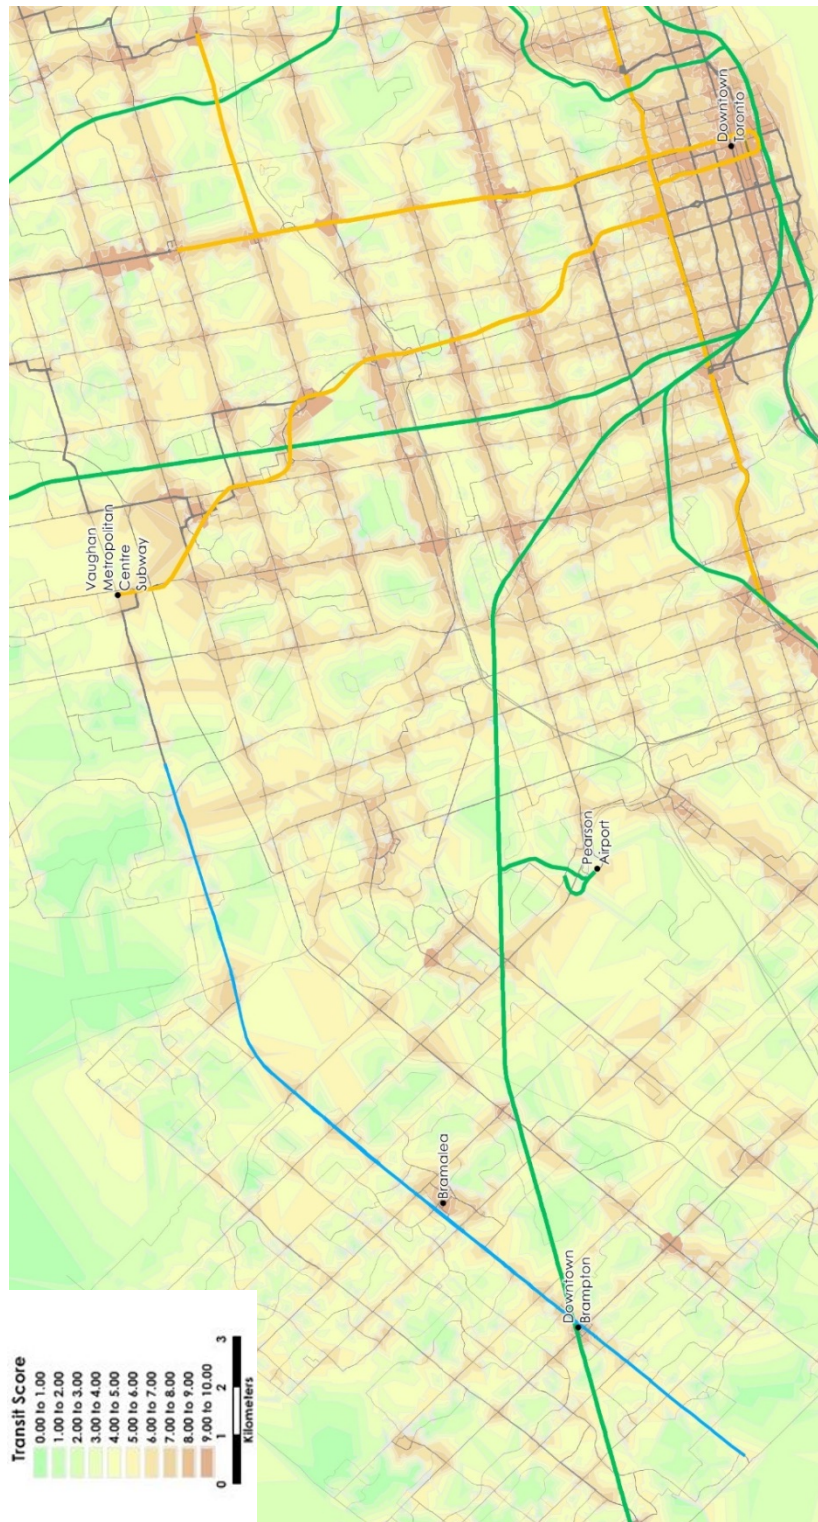 Transit Score
0.00 to 1.00
1.00 to 2.00
2.00 to 3.00
3.00 to 4.00
4.00 to 5.00
5.00 to 6.00
6.00 to 7.00
7.00 to 8.00
8.00 to 9.00
9.00 to 10.00
0 1 2 3
Kilometers
Downtown
Brampton
Bramalea
Pearson
Airport
Vaughan
Metropolitan
Centre
Subway
Downtown
Toronto